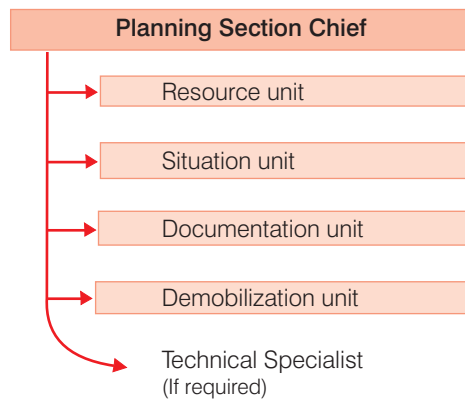 Planning Section Chief
Resource unit
Situation unit
Documentation unit
Demobilization unit
Technical Specialist
(If required)